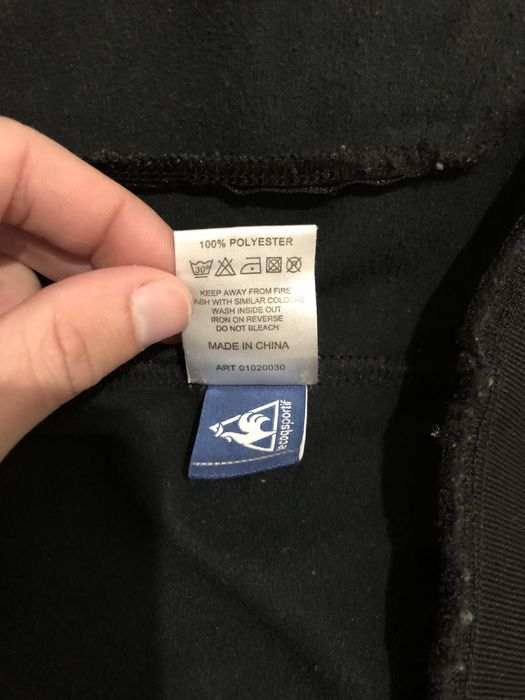 100% POLYESTER
30°
KEEP AWAY FROM FIRE
WASH WITH SIMILAR COLOURS
WASH INSIDE OUT
IRON ON REVERSE
DO NOT BLEACH
MADE IN CHINA
ART 01020030
lecoqsportif